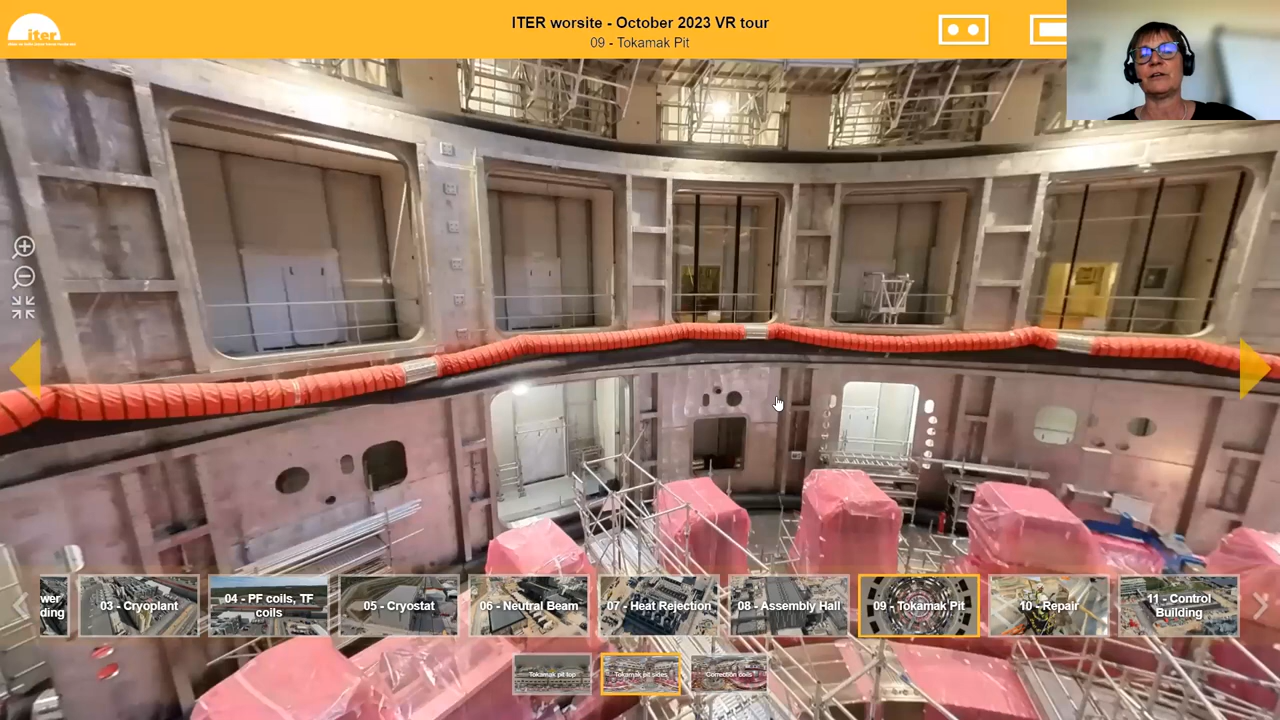 iter
ITER worsite - October 2023 VR tour
09 - Tokamak Pit
wer
ding
03 - Cryoplant
04 - PF coils, TF
coils
05 - Cryostat
06 - Neutral Beam
07 - Heat Rejection
08 - Assembly Hall
09 - Tokamak Pit
10 - Repair
11 - Control
Building
Tokamak pit top
Tokamak pit sides
Correction coils